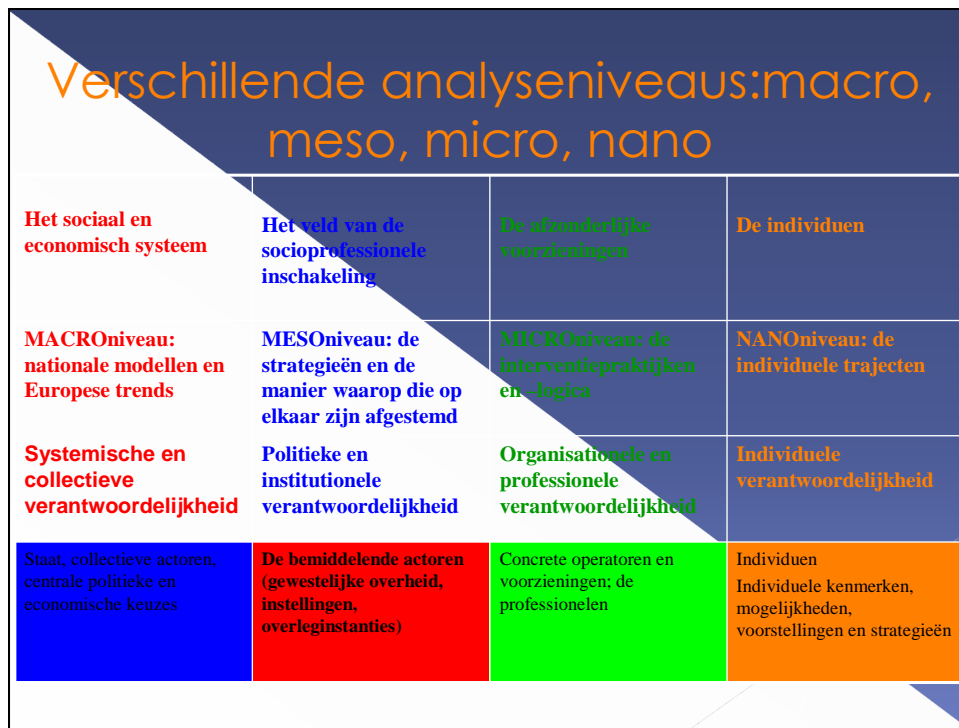 Verschillende analyseniveaus:macro,
meso, micro, nano
Het sociaal en
economisch systeem
Het veld van de
socioprofessionele
inschakeling
De afzonderlijke
voorzieningen
De individuen
MACROniveau:
nationale modellen en
Europese trends
MESOniveau: de
strategieën en de
manier waarop die op
elkaar zijn afgestemd
MICROniveau: de
interventiepraktijken
en –logica
NANOniveau: de
individuele trajecten
Systemische en
collectieve
verantwoordelijkheid
Politieke en
institutionele
verantwoordelijkheid
Organisationele en
professionele
verantwoordelijkheid
Individuele
verantwoordelijkheid
Staat, collectieve actoren,
centrale politieke en
economische keuzes
De bemiddelende actoren
(gewestelijke overheid,
instellingen,
overleginstanties)
Concrete operatoren en
voorzieningen; de
professionelen
Individuen
Individuele kenmerken,
mogelijkheden,
voorstellingen en strategieën